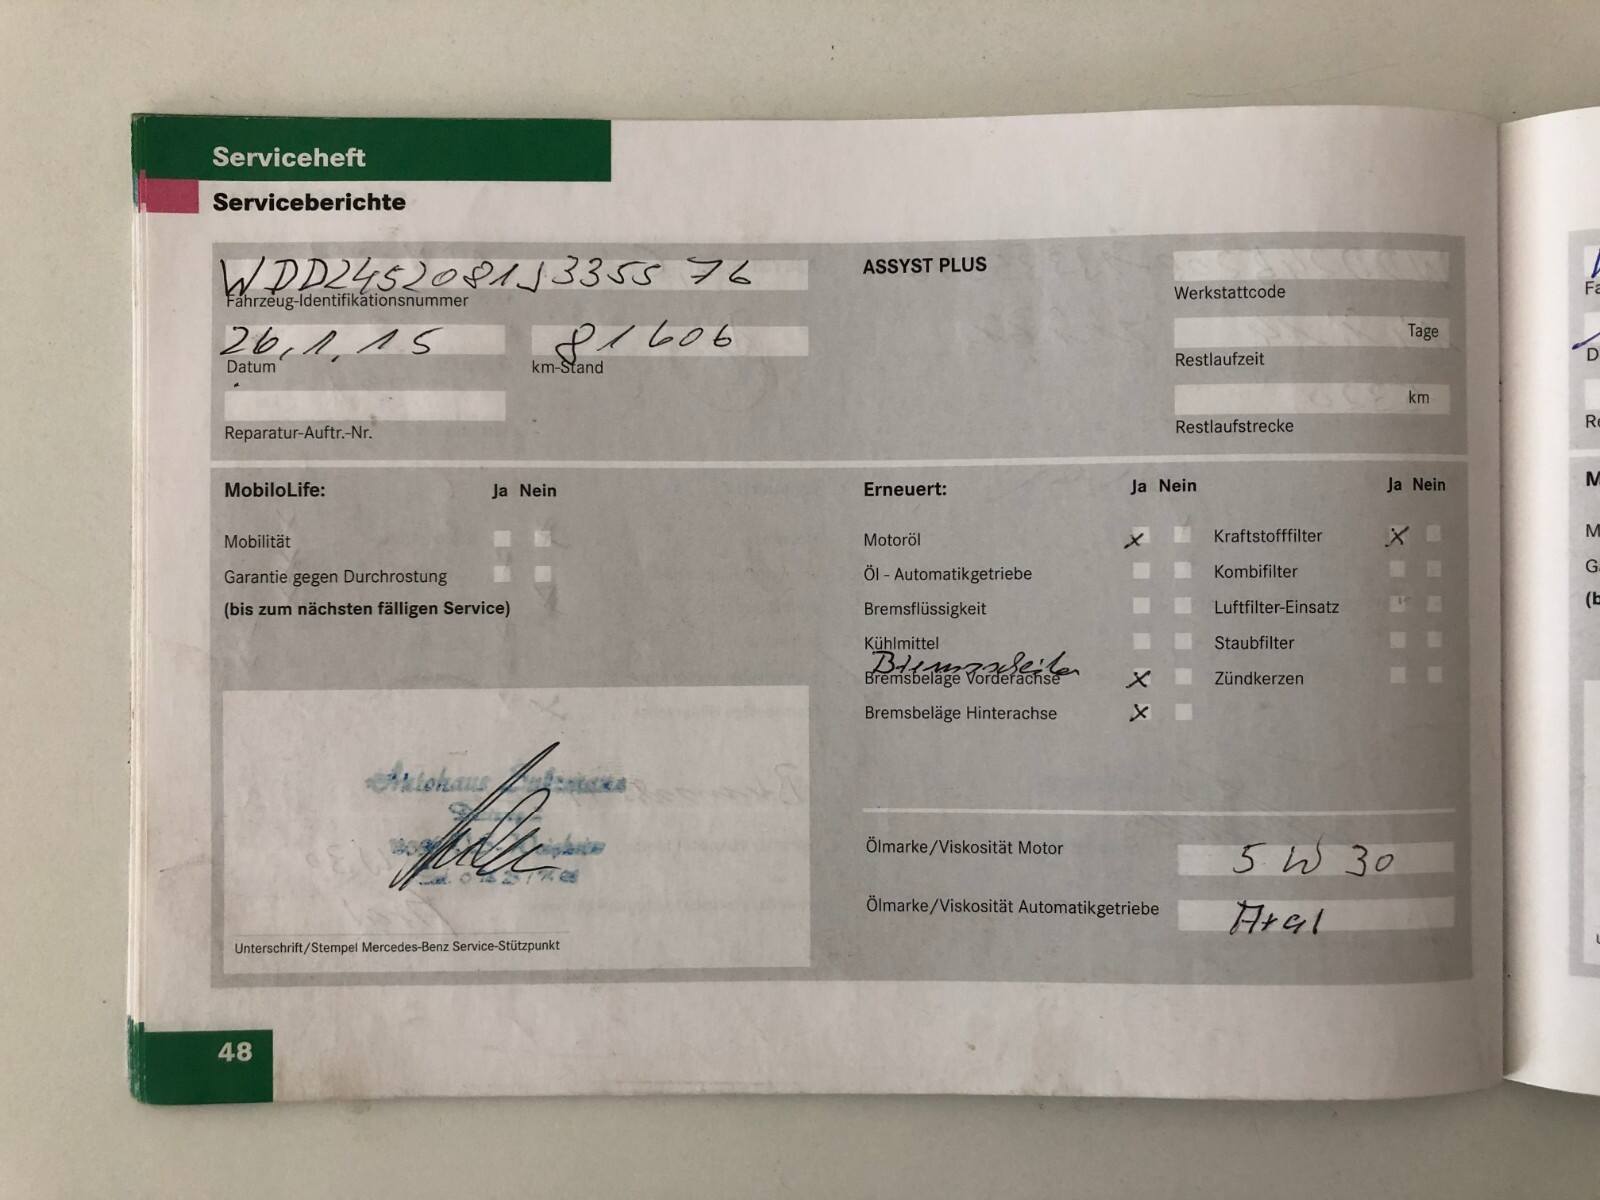 Serviceheft
Serviceberichte
WDD2452081J3355 76
Fahrzeug-Identifikationsnummer
26,1,15 81606
Datum km-Stand
Reparatur-Auftr.-Nr.
ASSYST PLUS
Werkstattcode
Tage
Restlaufzeit
km
Restlaufstrecke
MobiloLife: Ja Nein
Mobilität
Garantie gegen Durchrostung
(bis zum nächsten fälligen Service)
Autohaus
Unterschrift/Stempel Mercedes-Benz Service-Stützpunkt
Erneuert: Ja Nein Ja Nein
Motoröl x Kraftstofffilter x
Öl - Automatikgetriebe Kombifilter
Bremsflüssigkeit Luftfilter-Einsatz
Kühlmittel Staubfilter
Bremsscheiben
Bremsbeläge Vorderachse x Zündkerzen
Bremsbeläge Hinterachse x
Ölmarke/Viskosität Motor 5 W 30
Ölmarke/Viskosität Automatikgetriebe Aral
48